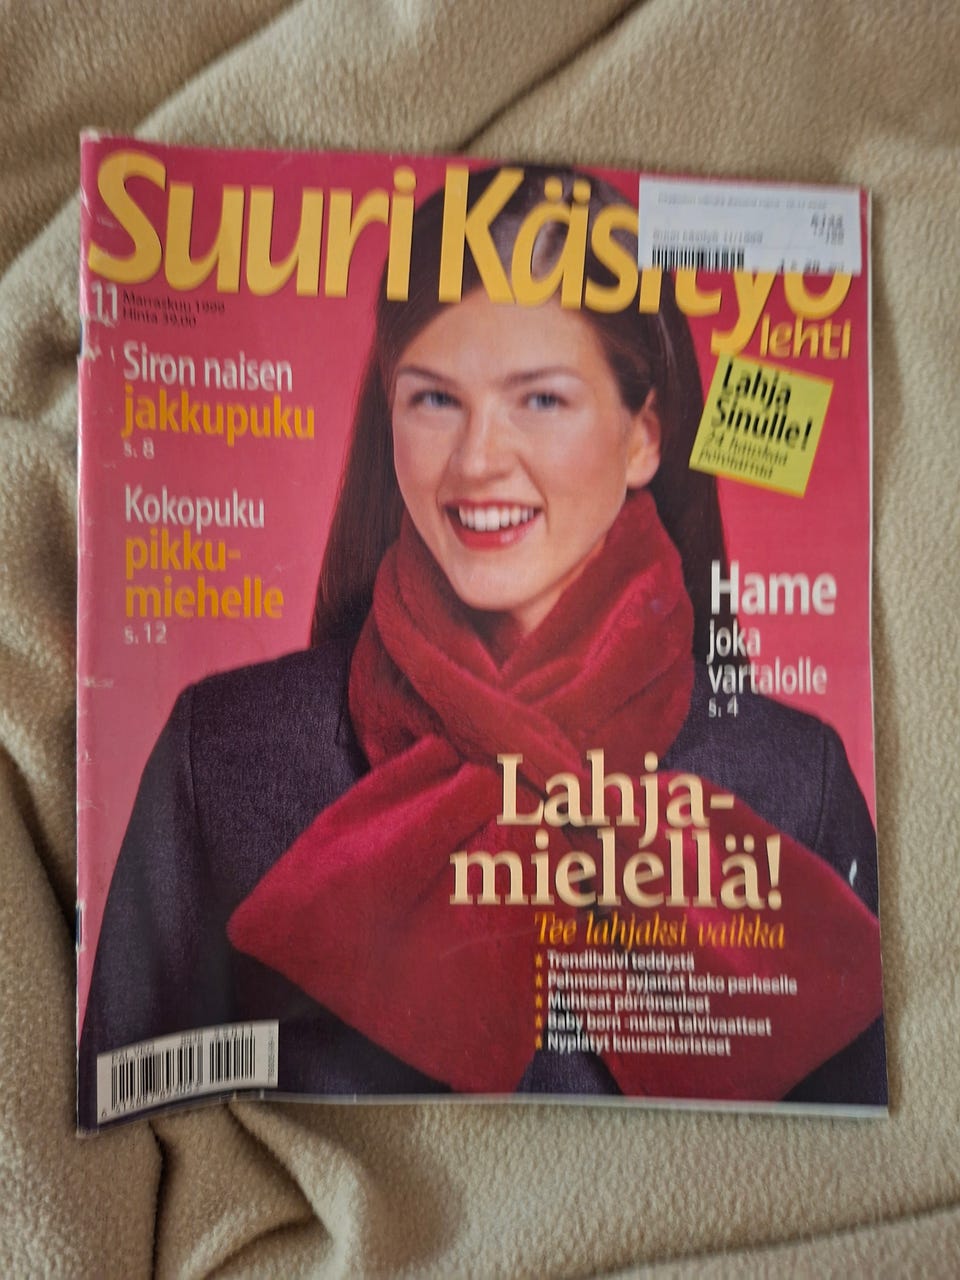 Suuri Käsityö
lehti
11
Marraskuu 1999
Hinta 39,00
Siron naisen
jakkupuku
s. 8
Kokopuku
pikku-
miehelle
s. 12
Lahja
Sinulle!
24 hauskaa
Hame
joka
vartalolle
s. 4
Lahja-
mielellä!
Tee lahjaksi vaikka
Trendihuivi teddystä
Pehmoiset pyjamat koko perheelle
Muhkeat pörröneuleet
Baby born -nuken talvivaatteet
Nyplätyt kuusenkoristeet